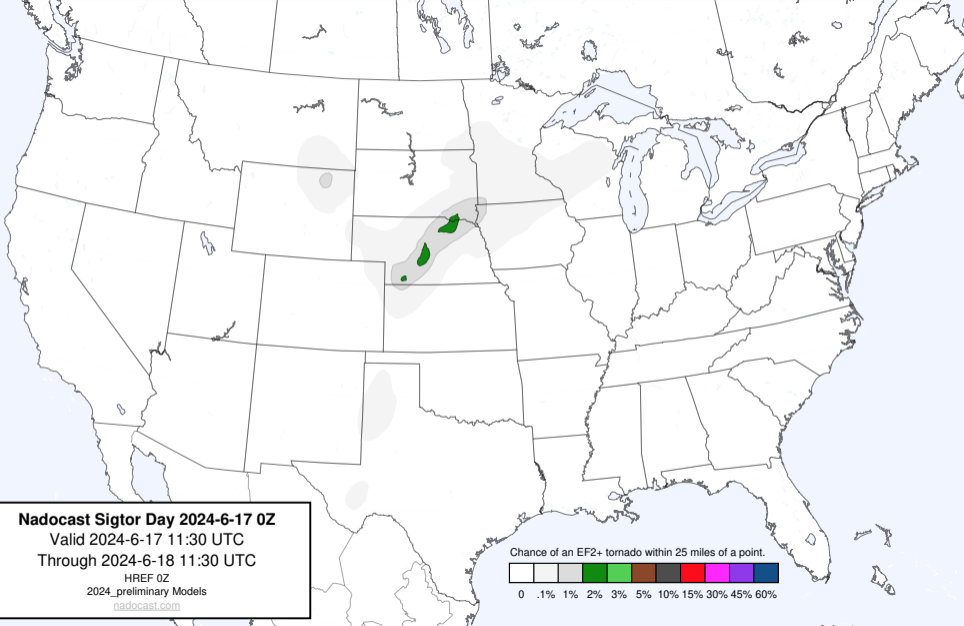 Nadocast Sigtor Day 2024-6-17 0Z
Valid 2024-6-17 11:30 UTC
Through 2024-6-18 11:30 UTC
HREF 0Z
2024_preliminary Models
nadocast.com
Chance of an EF2+ tornado within 25 miles of a point.
0 .1% 1% 2% 3% 5% 10% 15% 30% 45% 60%